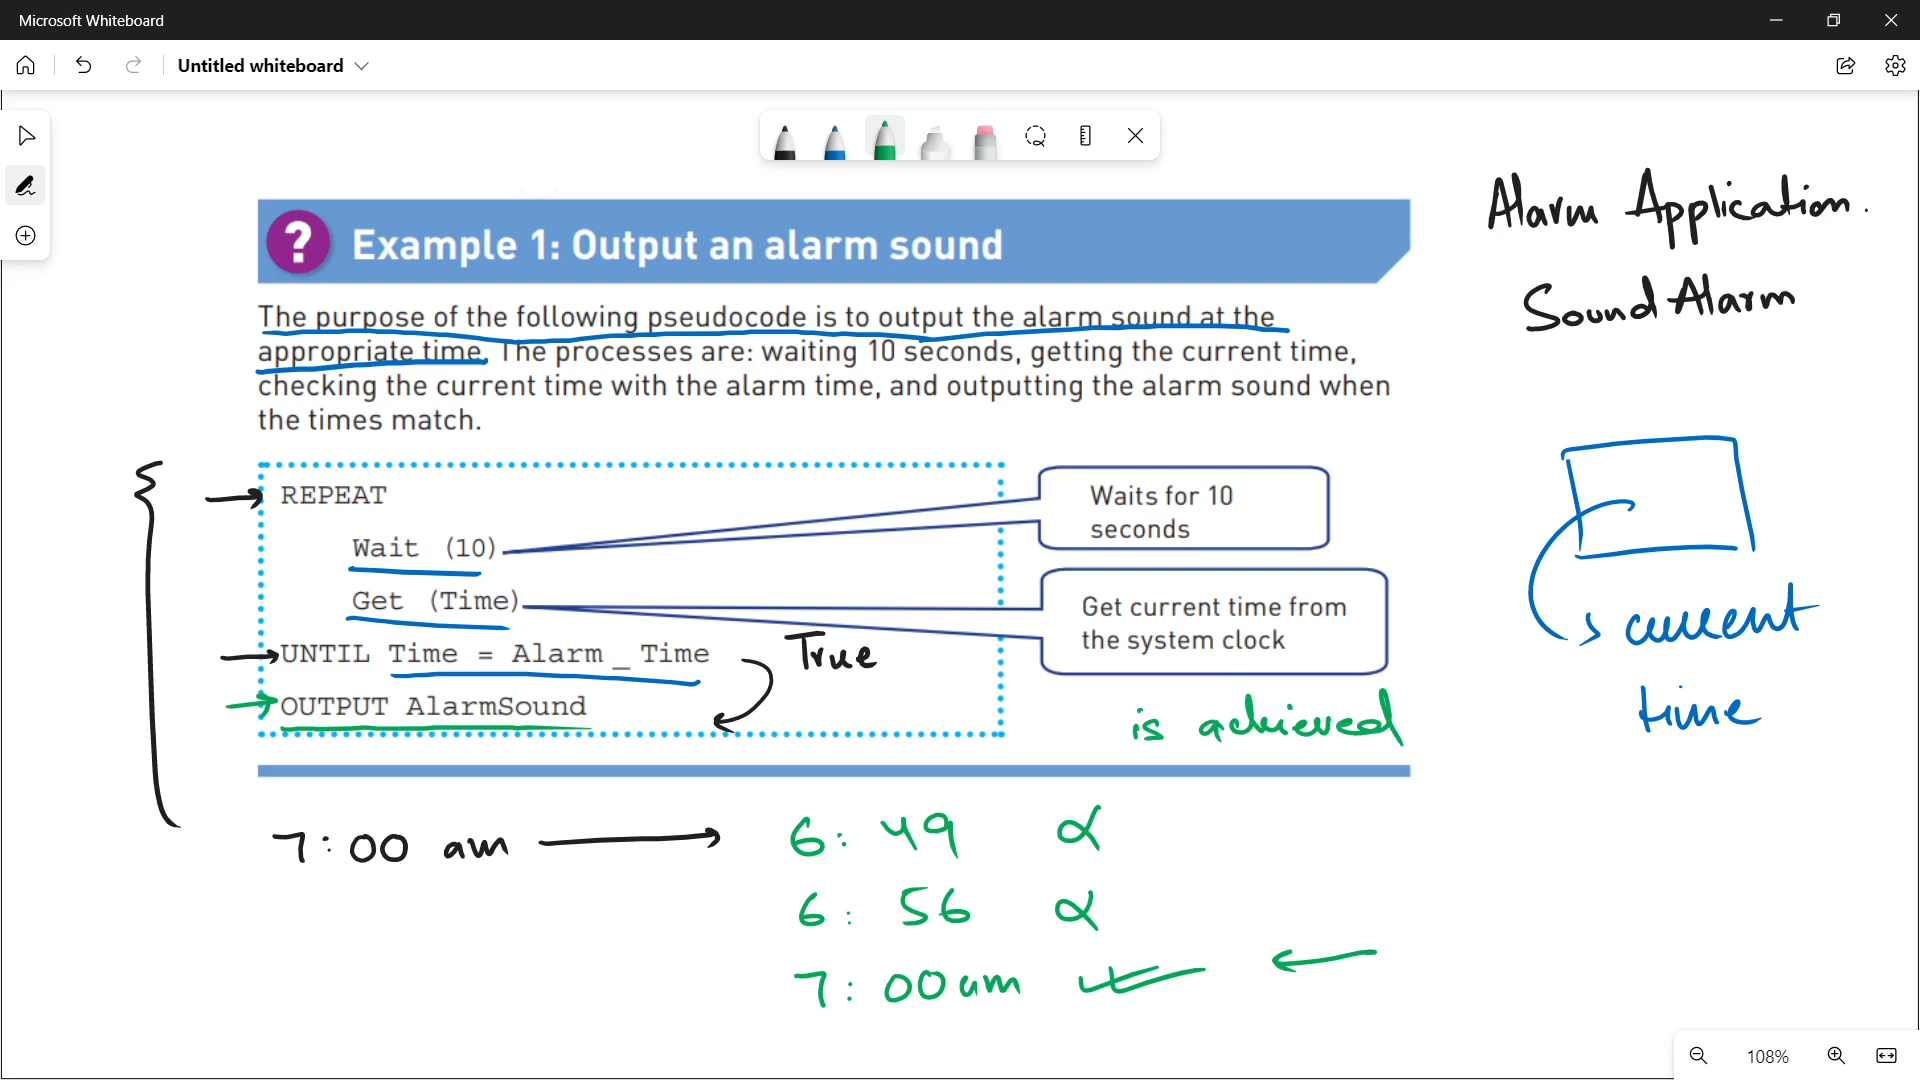 Microsoft Whiteboard
Untitled whiteboard
Alarm Application.
Sound Alarm
? Example 1: Output an alarm sound
The purpose of the following pseudocode is to output the alarm sound at the
appropriate time. The processes are: waiting 10 seconds, getting the current time,
checking the current time with the alarm time, and outputting the alarm sound when
the times match.
REPEAT
Wait (10)
Get (Time)
UNTIL Time = Alarm _ Time
OUTPUT AlarmSound
Waits for 10
seconds
Get current time from
the system clock
True
is achieved
current
time
7:00 am
6:49
6:56
7:00am
108%